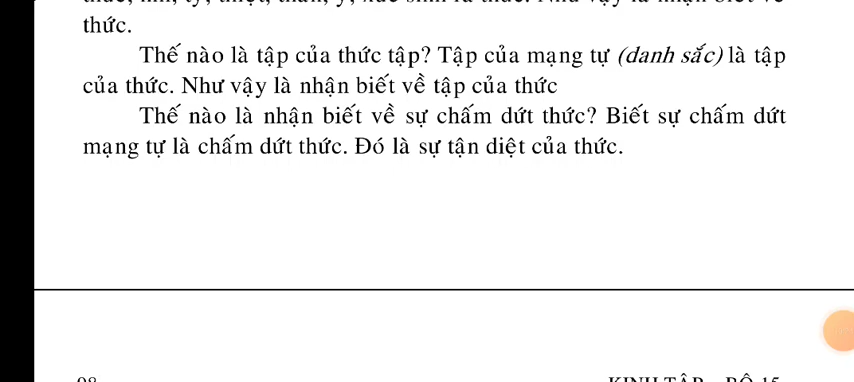 thức.
Thế nào là tập của thức tập? Tập của mạng tự (danh sắc) là tập
của thức. Như vậy là nhận biết về tập của thức
Thế nào là nhận biết về sự chấm dứt thức? Biết sự chấm dứt
mạng tự là chấm dứt thức. Đó là sự tận diệt của thức.